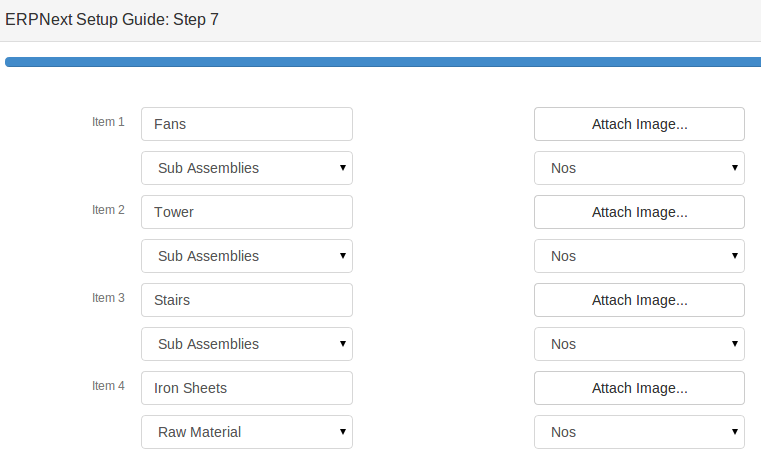 ERPNext Setup Guide: Step 7
Item 1 Fans Attach Image...
Sub Assemblies Nos
Item 2 Tower Attach Image...
Sub Assemblies Nos
Item 3 Stairs Attach Image...
Sub Assemblies Nos
Item 4 Iron Sheets Attach Image...
Raw Material Nos